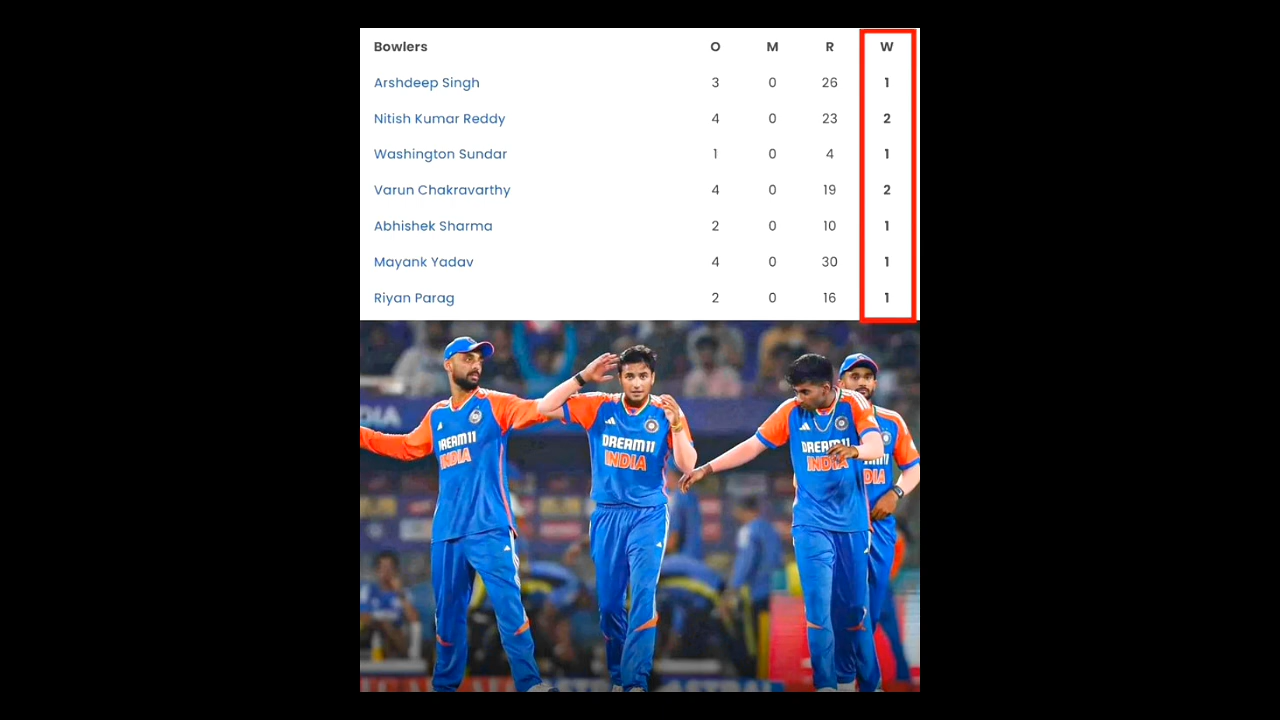 Bowlers O M R W
Arshdeep Singh 3 0 26 1
Nitish Kumar Reddy 4 0 23 2
Washington Sundar 1 0 4 1
Varun Chakravarthy 4 0 19 2
Abhishek Sharma 2 0 10 1
Mayank Yadav 4 0 30 1
Riyan Parag 2 0 16 1
DIA
DREAM11
INDIA
DREAM11
INDIA
DREAM11
INDIA
DIA